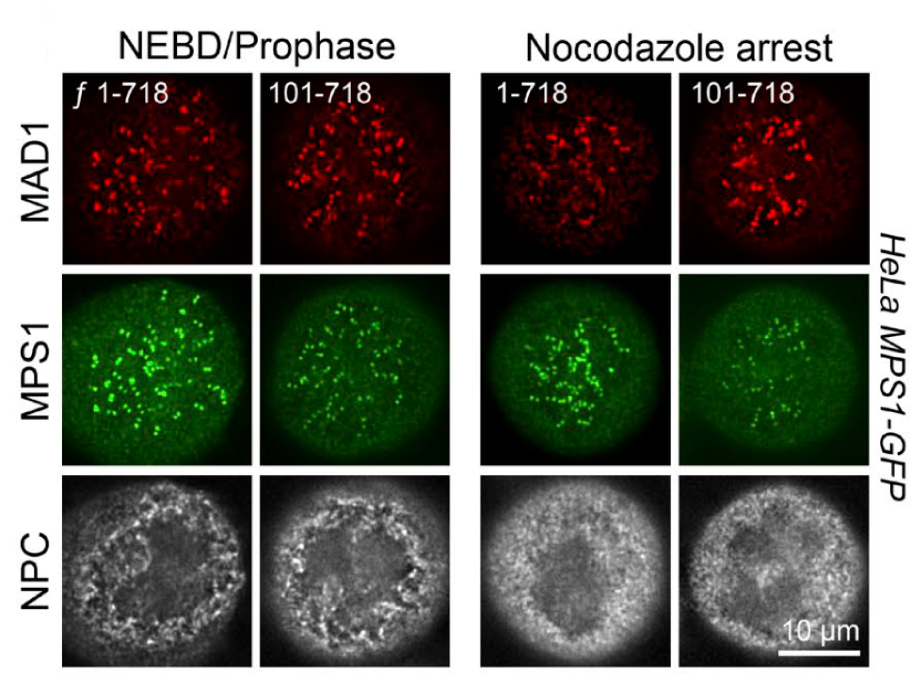 NEBD/Prophase
Nocodazole arrest
ƒ 1-718
101-718
1-718
101-718
MAD1
MPS1
NPC
HeLa MPS1-GFP
10 µm